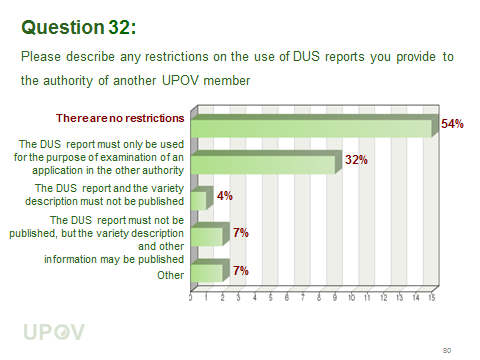 Question 32:
Please describe any restrictions on the use of DUS reports you provide to
the authority of another UPOV member
There are no restrictions
54%
The DUS report must only be used
for the purpose of examination of an
application in the other authority
32%
The DUS report and the variety
description must not be published
4%
The DUS report must not be
published, but the variety description
and other
information may be published
7%
Other
7%
0 1 2 3 4 5 6 7 8 9 10 11 12 13 14 15
UPOV
80